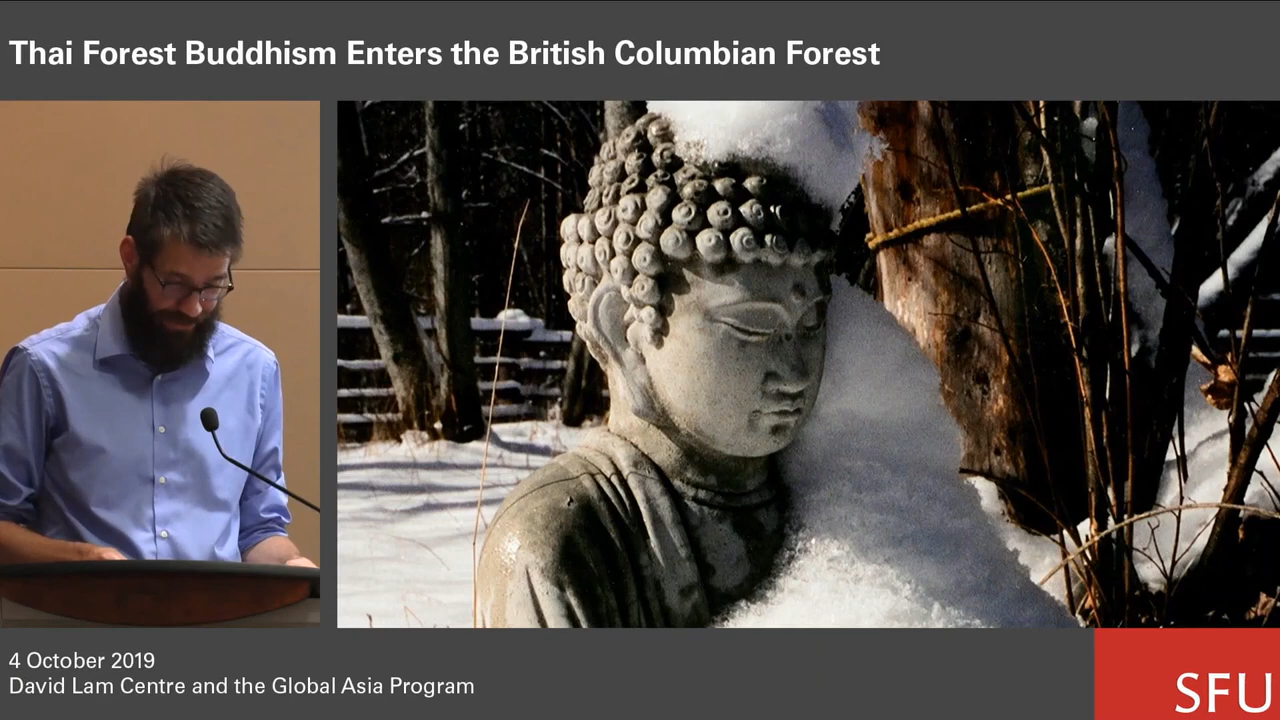 Thai Forest Buddhism Enters the British Columbian Forest
4 October 2019
David Lam Centre and the Global Asia Program
SFU